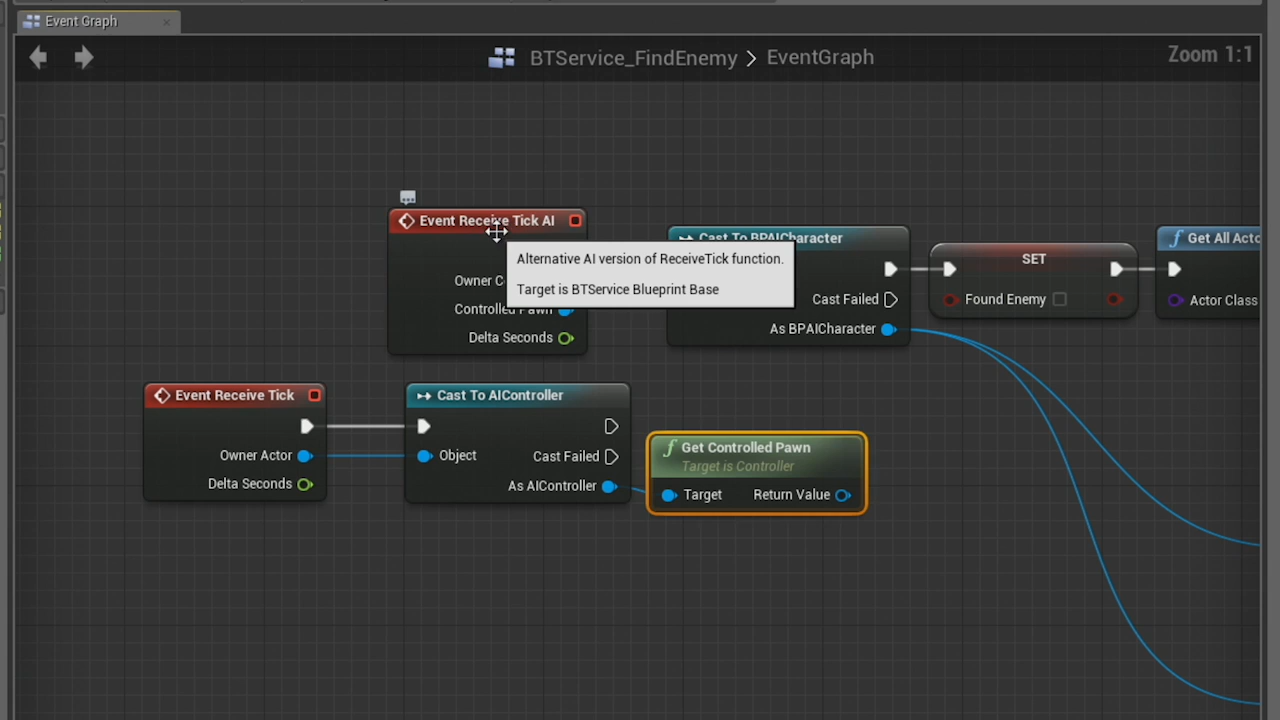 Event Graph
BTService_FindEnemy > EventGraph
Zoom 1:1
Event Receive Tick AI
Owner C
Controlled Pawn
Delta Seconds
Alternative AI version of ReceiveTick function.
Target is BTService Blueprint Base
Cast To BPAICharacter
Cast Failed
As BPAICharacter
SET
Found Enemy
f Get All Acto
Actor Class
Event Receive Tick
Owner Actor
Delta Seconds
Cast To AIController
Object
Cast Failed
As AIController
f Get Controlled Pawn
Target is Controller
Target Return Value